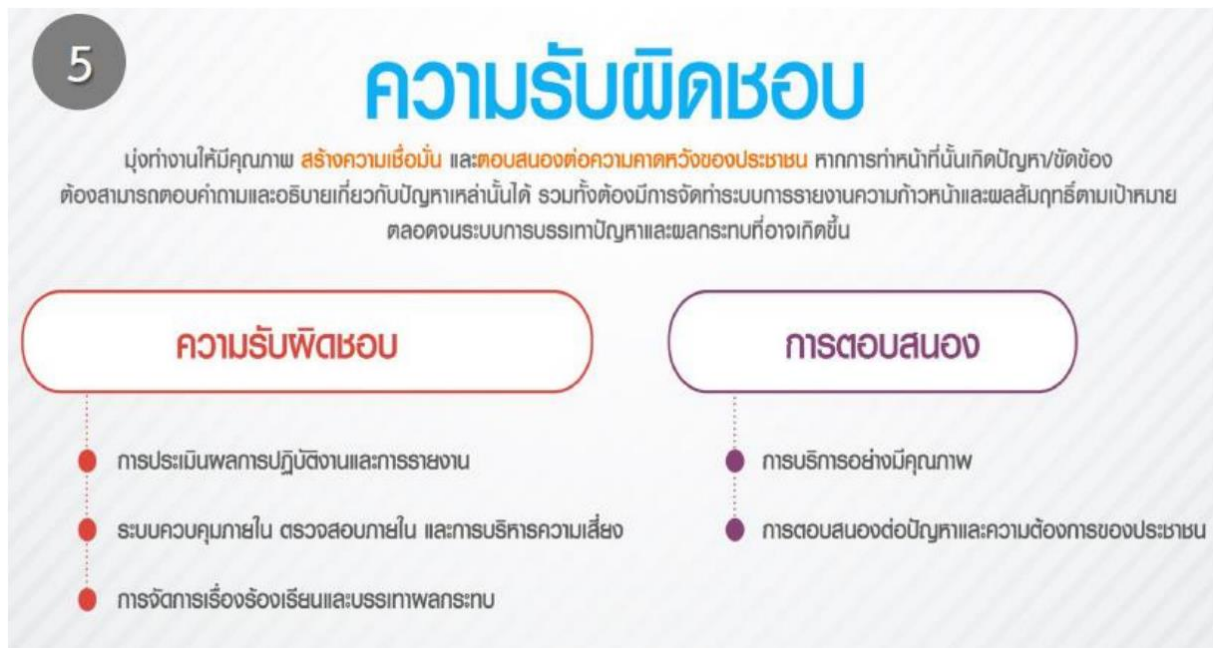 5
ความรับผิดชอบ
มุ่งทำงานให้มีคุณภาพ สร้างความเชื่อมั่น และตอบสนองต่อความคาดหวังของประชาชน หากการทำหน้าที่นั้นเกิดปัญหา/ขัดข้อง
ต้องสามารถตอบคำถามและอธิบายเกี่ยวกับปัญหาเหล่านั้นได้ รวมทั้งต้องมีการจัดทำระบบการรายงานความก้าวหน้าและผลสัมฤทธิ์ตามเป้าหมาย
ตลอดจนระบบการบรรเทาปัญหาและผลกระทบที่อาจเกิดขึ้น
ความรับผิดชอบ
การประเมินผลการปฏิบัติงานและการรายงาน
ระบบควบคุมภายใน ตรวจสอบภายใน และการบริหารความเสี่ยง
การจัดการเรื่องร้องเรียนและบรรเทาผลกระทบ
การตอบสนอง
การบริการอย่างมีคุณภาพ
การตอบสนองต่อปัญหาและความต้องการของประชาชน